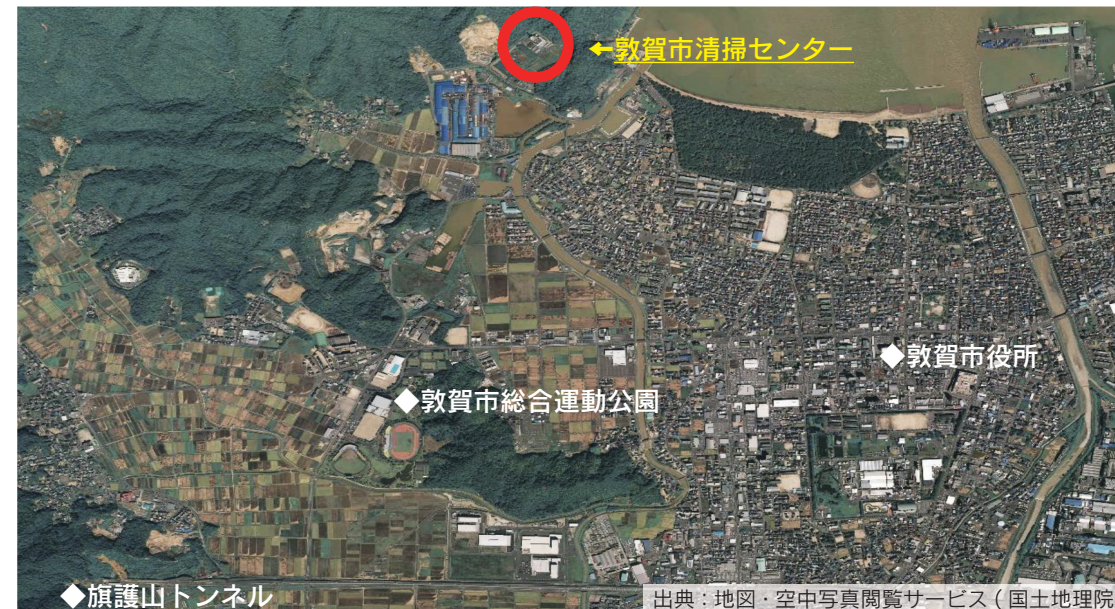 ←敦賀市清掃センター
◆敦賀市役所
◆敦賀市総合運動公園
◆旗護山トンネル
出典：地図・空中写真閲覧サービス ( 国土地理院